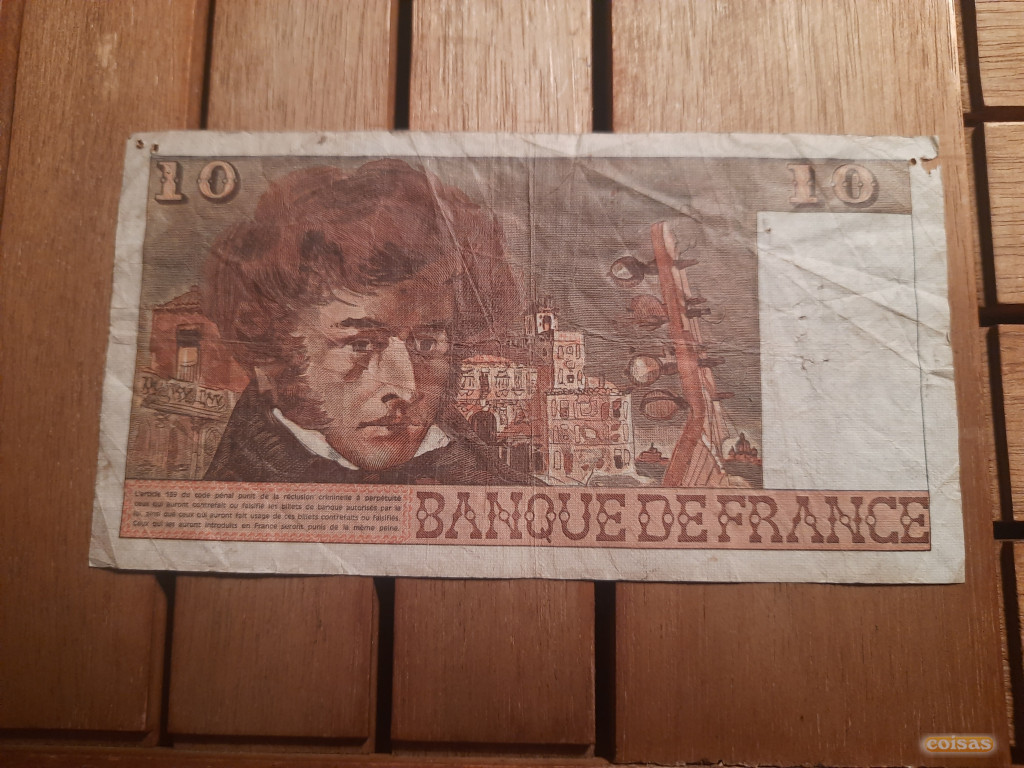 10
10
L'article 139 du code pénal punit de la réclusion criminelle à perpétuité
ceux qui auront contrefait ou falsifié les billets de banque autorisés par la
loi, ainsi que ceux qui auront fait usage de ces billets contrefaits ou falsifiés.
Ceux qui les auront introduits en France seront punis de la même peine.
BANQUE DE FRANCE
coisas